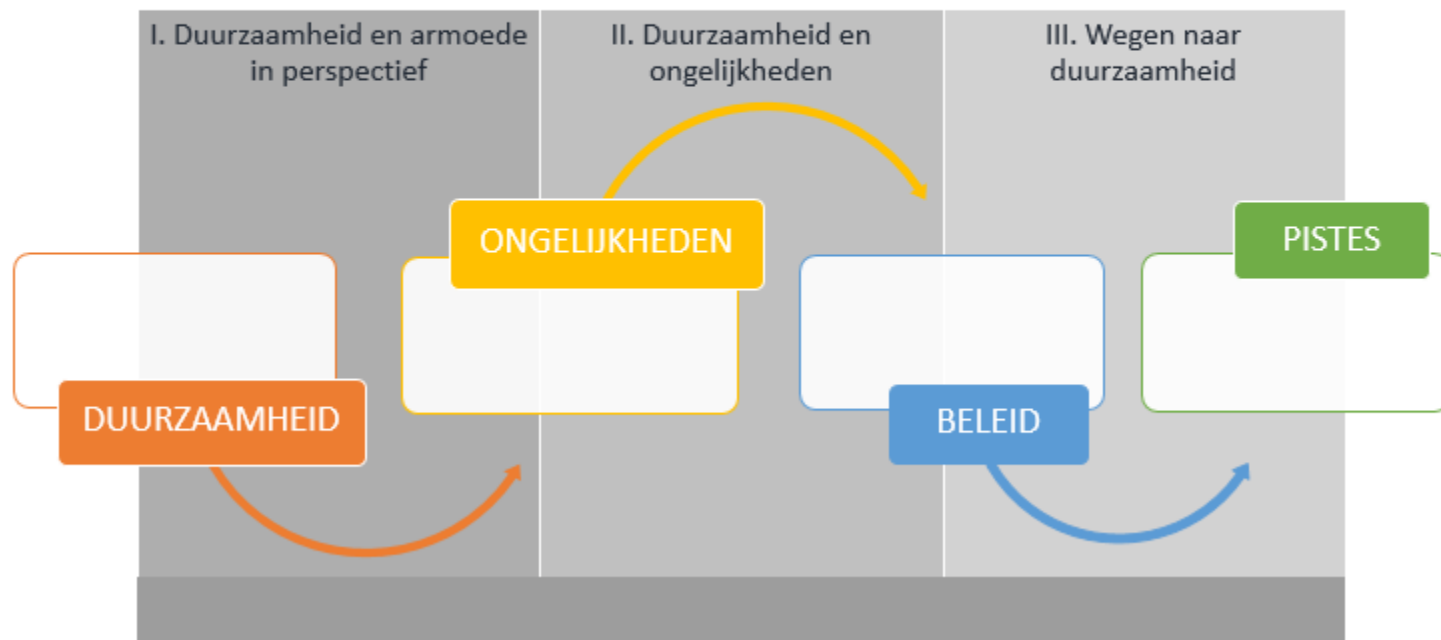 I. Duurzaamheid en armoede
in perspectief
II. Duurzaamheid en
ongelijkheden
III. Wegen naar
duurzaamheid
DUURZAAMHEID
ONGELIJKHEDEN
BELEID
PISTES